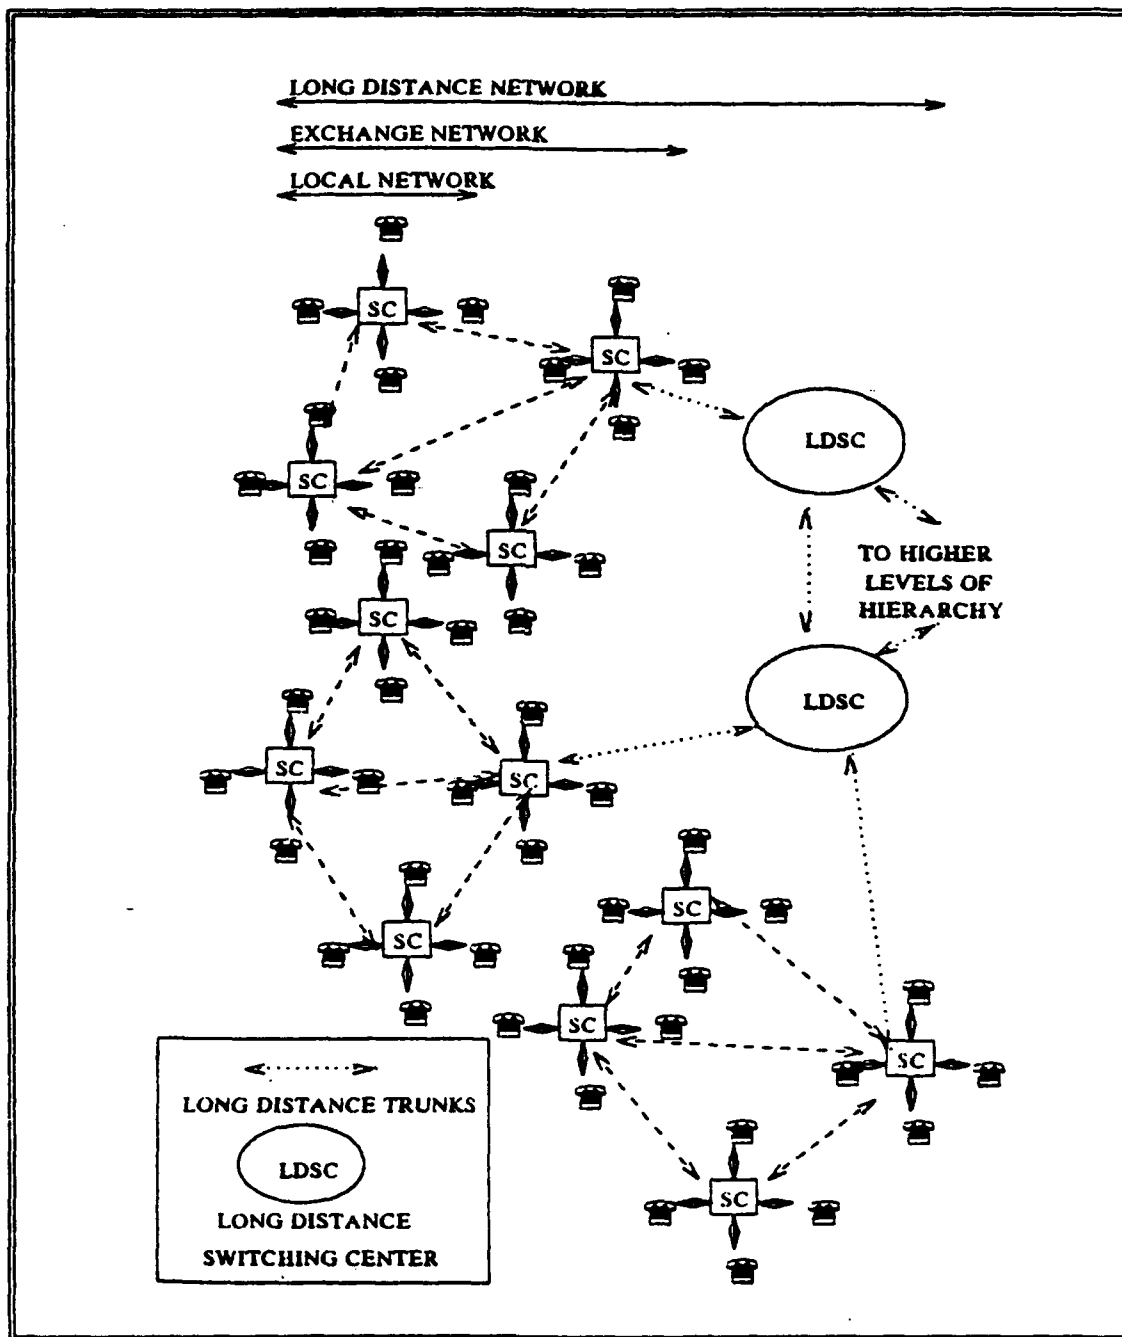 LONG DISTANCE NETWORK
EXCHANGE NETWORK
LOCAL NETWORK
SC
SC
SC
SC
LDSC
TO HIGHER
LEVELS OF
HIERARCHY
SC
SC
SC
SC
LDSC
SC
SC
SC
SC
LONG DISTANCE TRUNKS
LDSC
LONG DISTANCE
SWITCHING CENTER